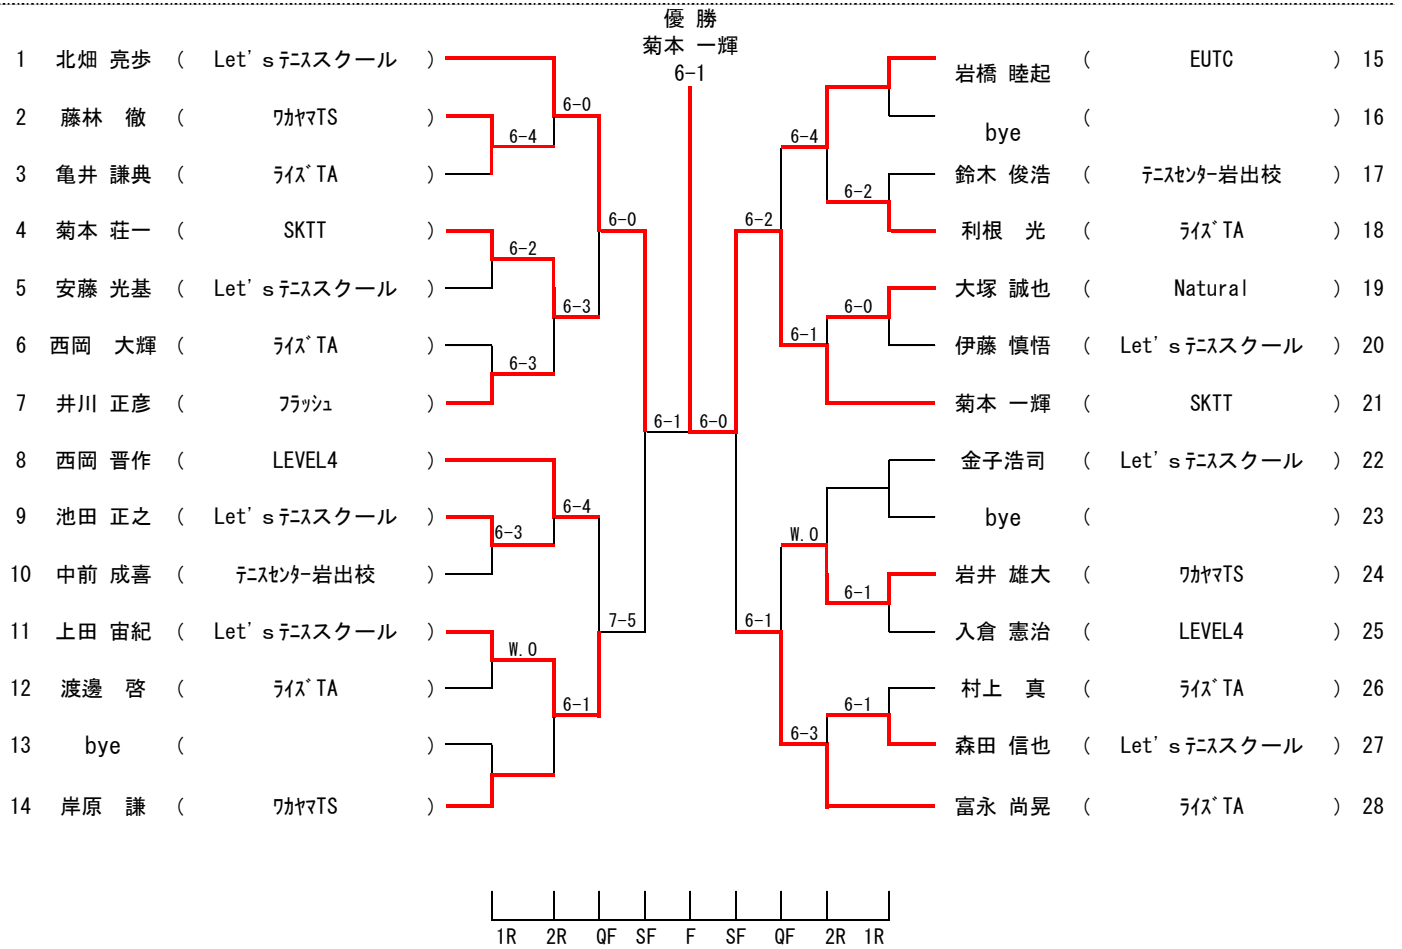 優 勝
菊本 一輝
6-1
1 北畑 亮歩 ( Let'sテニススクール )
2 藤林 徹 ( ワカヤマTS )
3 亀井 謙典 ( ライズTA )
4 菊本 荘一 ( SKTT )
5 安藤 光基 ( Let'sテニススクール )
6 西岡 大輝 ( ライズTA )
7 井川 正彦 ( フラッシュ )
8 西岡 晋作 ( LEVEL4 )
9 池田 正之 ( Let'sテニススクール )
10 中前 成喜 ( テニスセンター岩出校 )
11 上田 宙紀 ( Let'sテニススクール )
12 渡邊 啓 ( ライズTA )
13 bye ( )
14 岸原 謙 ( ワカヤマTS )
6-4
6-2
6-3
6-3
W.O
6-0
6-3
6-4
6-1
6-0
7-5
6-1
6-0
6-2
6-1
6-4
6-1
W.O
6-3
6-2
6-0
6-1
6-1
岩橋 睦起 ( EUTC ) 15
bye ( ) 16
鈴木 俊浩 ( テニスセンター岩出校 ) 17
利根 光 ( ライズTA ) 18
大塚 誠也 ( Natural ) 19
伊藤 慎悟 ( Let'sテニススクール ) 20
菊本 一輝 ( SKTT ) 21
金子浩司 ( Let'sテニススクール ) 22
bye ( ) 23
岩井 雄大 ( ワカヤマTS ) 24
入倉 憲治 ( LEVEL4 ) 25
村上 真 ( ライズTA ) 26
森田 信也 ( Let'sテニススクール ) 27
富永 尚晃 ( ライズTA ) 28
1R 2R QF SF F SF QF 2R 1R